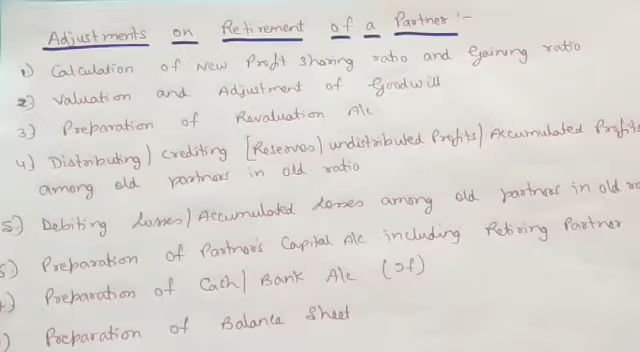 Adjustments on Retirement of a Partner :-
1) Calculation of New Profit sharing ratio and Gaining ratio
2) Valuation and Adjustment of Goodwill
3) Preparation of Revaluation A/c
4) Distributing / crediting [Reserves / undistributed Profits / Accumulated Profits
among old partners in old ratio
5) Debiting losses / Accumulated losses among old partners in old ra
6) Preparation of Partner's Capital A/c including Retiring Partner
) Preparation of Cash / Bank A/c (If)
) Preparation of Balance Sheet